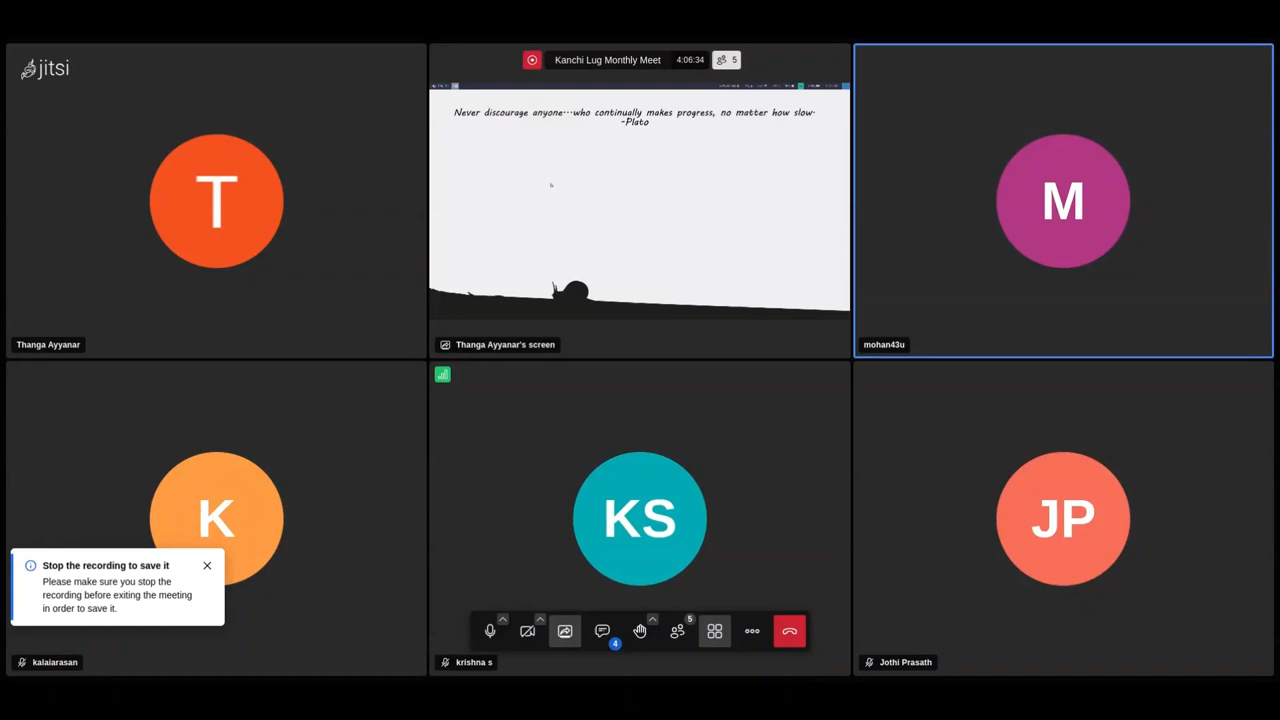 jitsi
Kanchi Lug Monthly Meet 4:06:34 5
Never discourage anyone...who continually makes progress, no matter how slow.
-Plato
T
M
Thanga Ayyanar
Thanga Ayyanar's screen
mohan43u
K
KS
JP
Stop the recording to save it
Please make sure you stop the
recording before exiting the meeting
in order to save it.
5
4
kalaiarasan
krishna s
Jothi Prasath